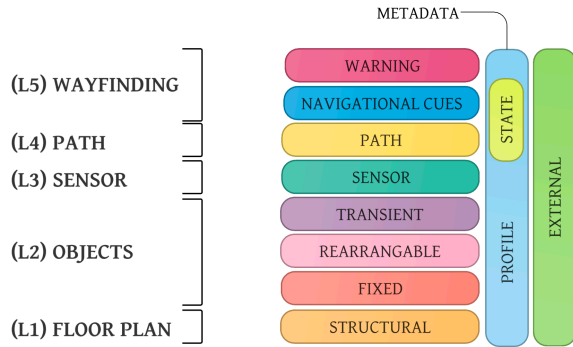 METADATA
WARNING
(L5) WAYFINDING
NAVIGATIONAL CUES
STATE
(L4) PATH
PATH
(L3) SENSOR
SENSOR
EXTERNAL
TRANSIENT
(L2) OBJECTS
REARRANGABLE
PROFILE
FIXED
(L1) FLOOR PLAN
STRUCTURAL